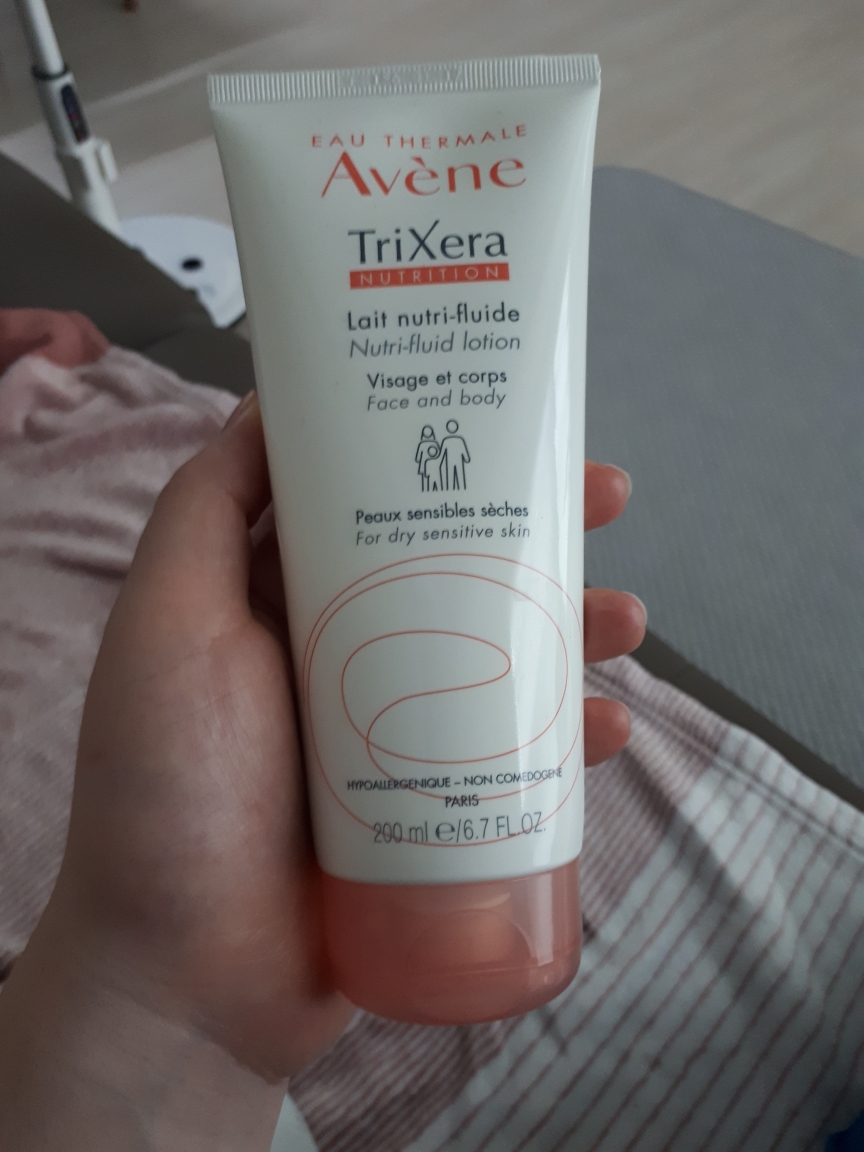 EAU THERMALE
Avène
TriXera
NUTRITION
Lait nutri-fluide
Nutri-fluid lotion
Visage et corps
Face and body
Peaux sensibles sèches
For dry sensitive skin
HYPOALLERGENIQUE – NON COMEDOGENE
PARIS
200 ml ℮/6.7 FL.OZ.